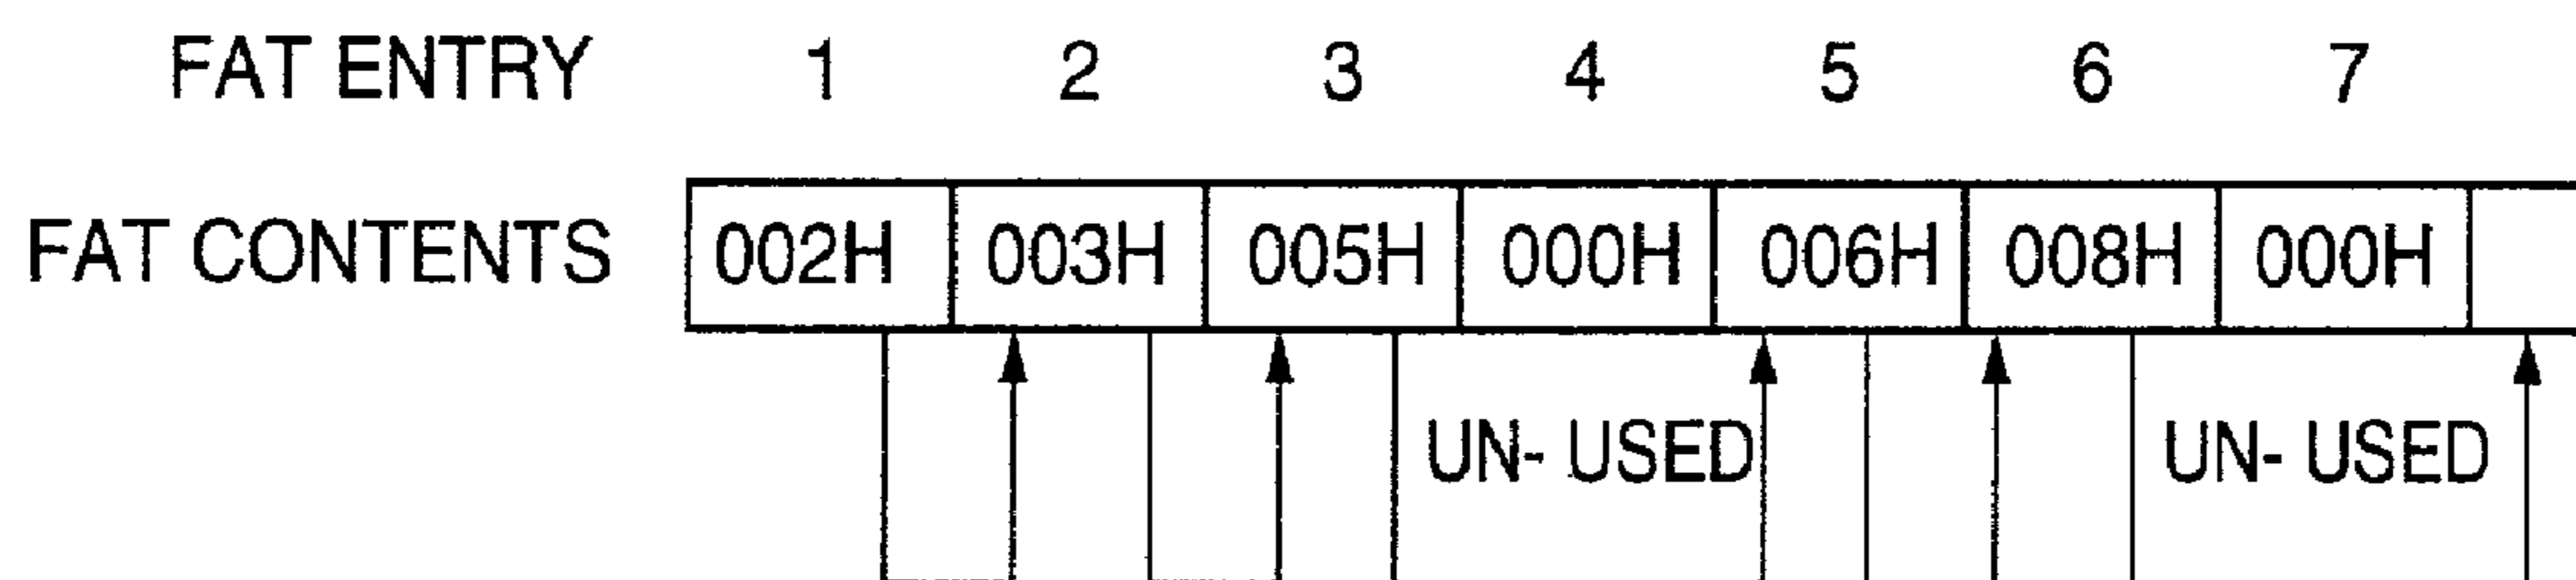 FAT ENTRY 1 2 3 4 5 6 7
FAT CONTENTS 002H 003H 005H 000H 006H 008H 000H
UN- USED UN- USED